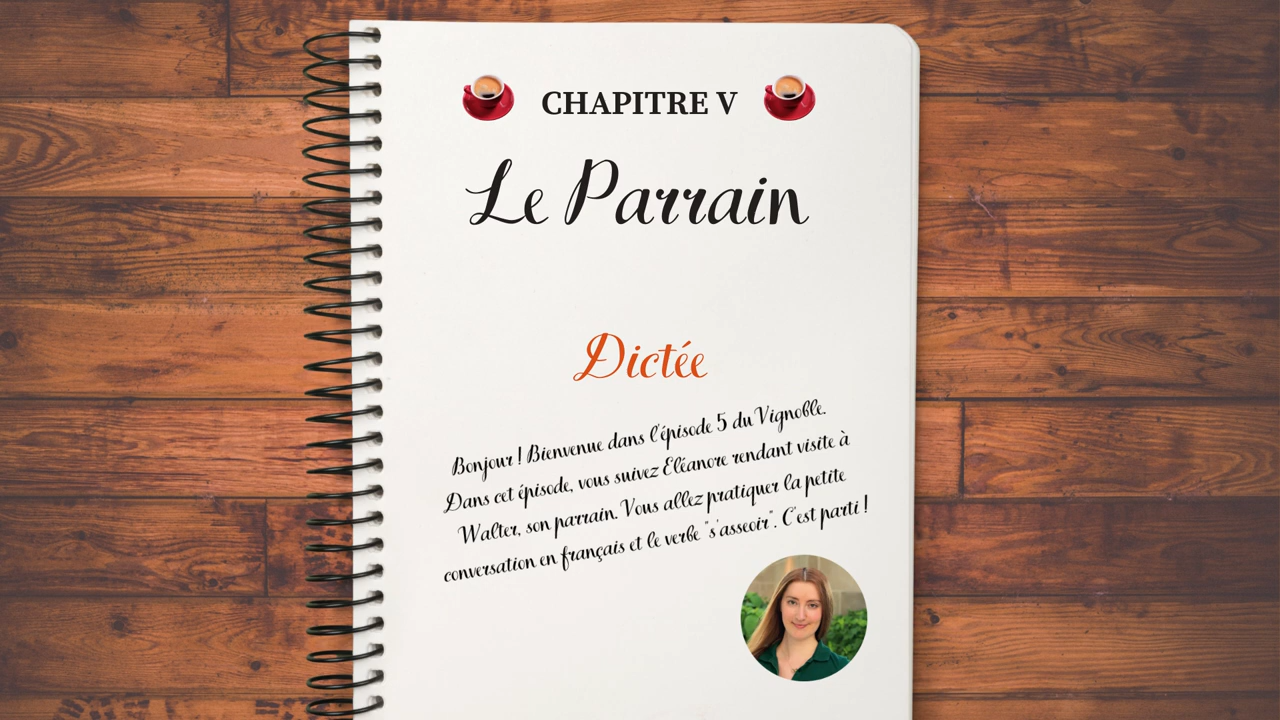 CHAPITRE V
Le Parrain
Dictée
Bonjour ! Bienvenue dans l'épisode 5 du Vignoble.
Dans cet épisode, vous suivez Eléanore rendant visite à
Walter, son parrain. Vous allez pratiquer la petite
conversation en français et le verbe "s'asseoir". C'est parti !